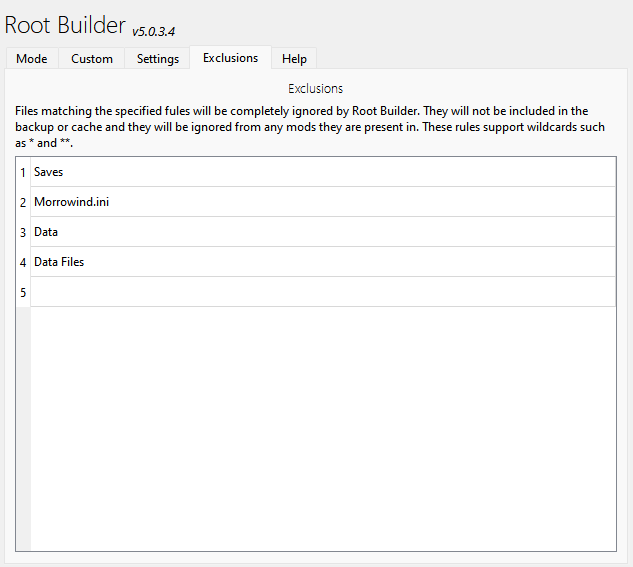 Root Builder v5.0.3.4
Mode Custom Settings Exclusions Help
Exclusions
Files matching the specified fules will be completely ignored by Root Builder. They will not be included in the
backup or cache and they will be ignored from any mods they are present in. These rules support wildcards such
as * and **.
1 Saves
2 Morrowind.ini
3 Data
4 Data Files
5